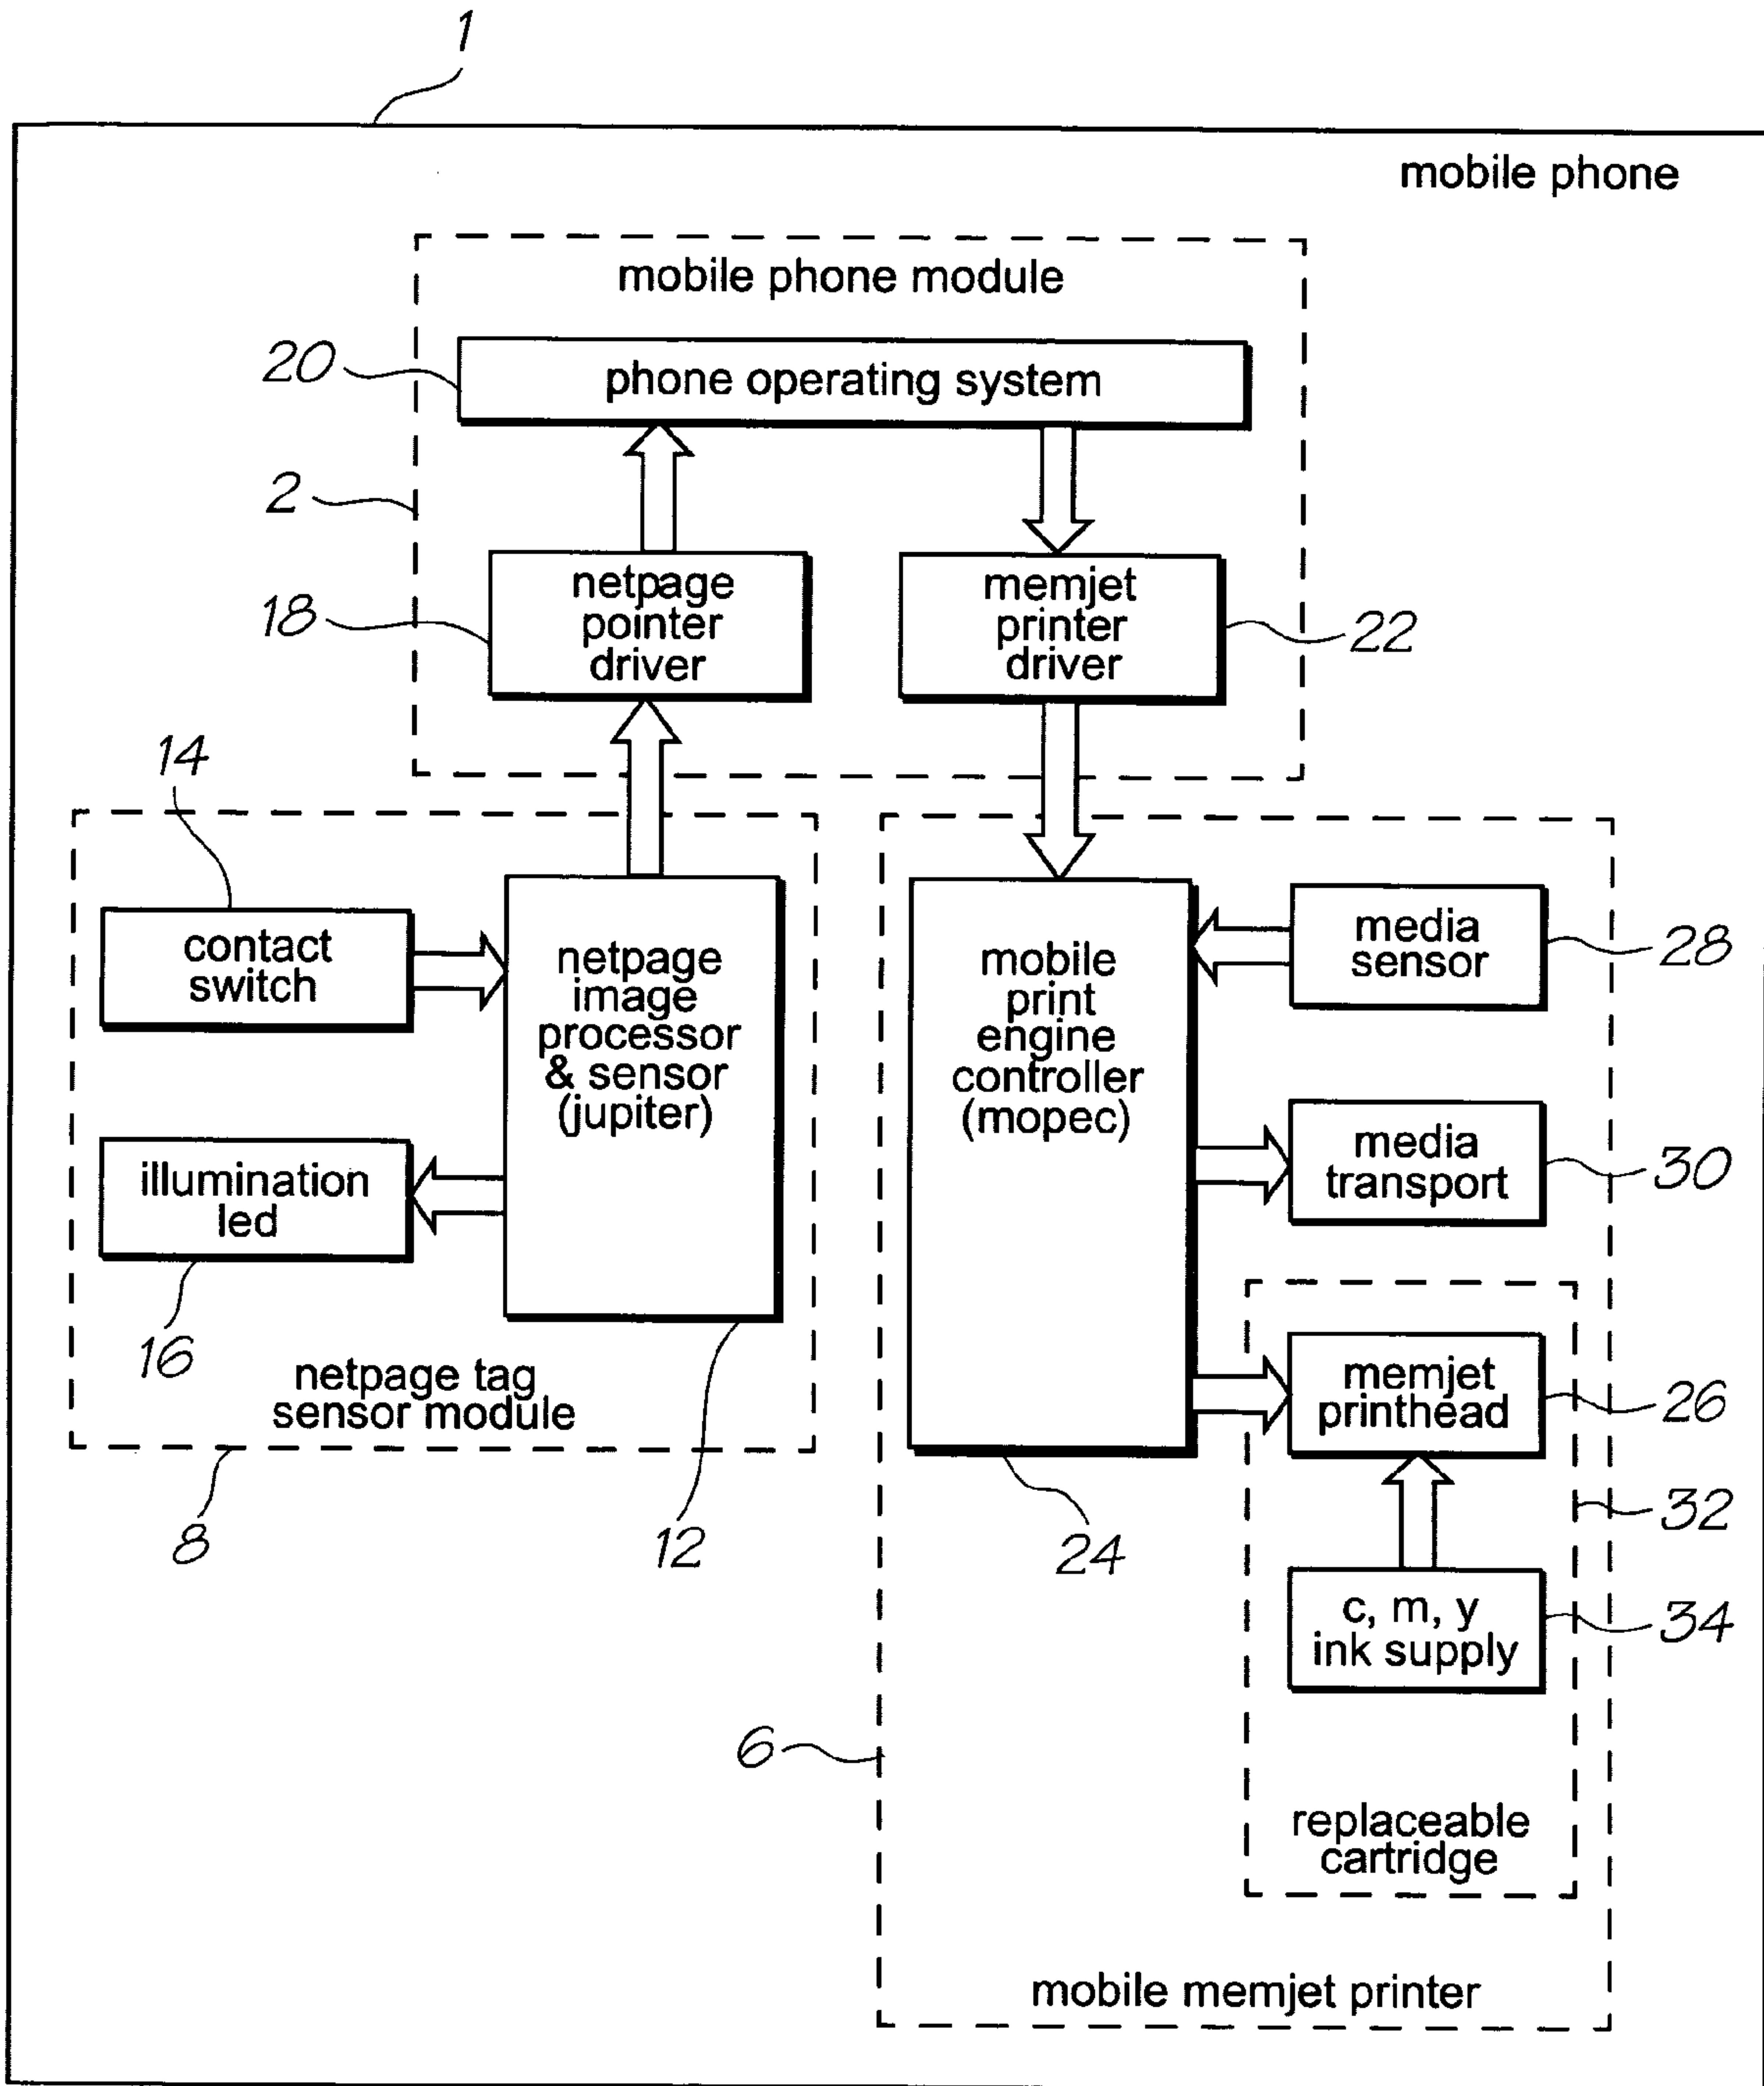 1
mobile phone
mobile phone module
20
phone operating system
2
netpage
pointer
driver
18
memjet
printer
driver
22
14
contact
switch
netpage
image
processor
& sensor
(jupiter)
illumination
led
16
netpage tag
sensor module
8
12
mobile
print
engine
controller
(mopec)
media
sensor
28
media
transport
30
memjet
printhead
26
32
24
c, m, y
ink supply
34
6
replaceable
cartridge
mobile memjet printer